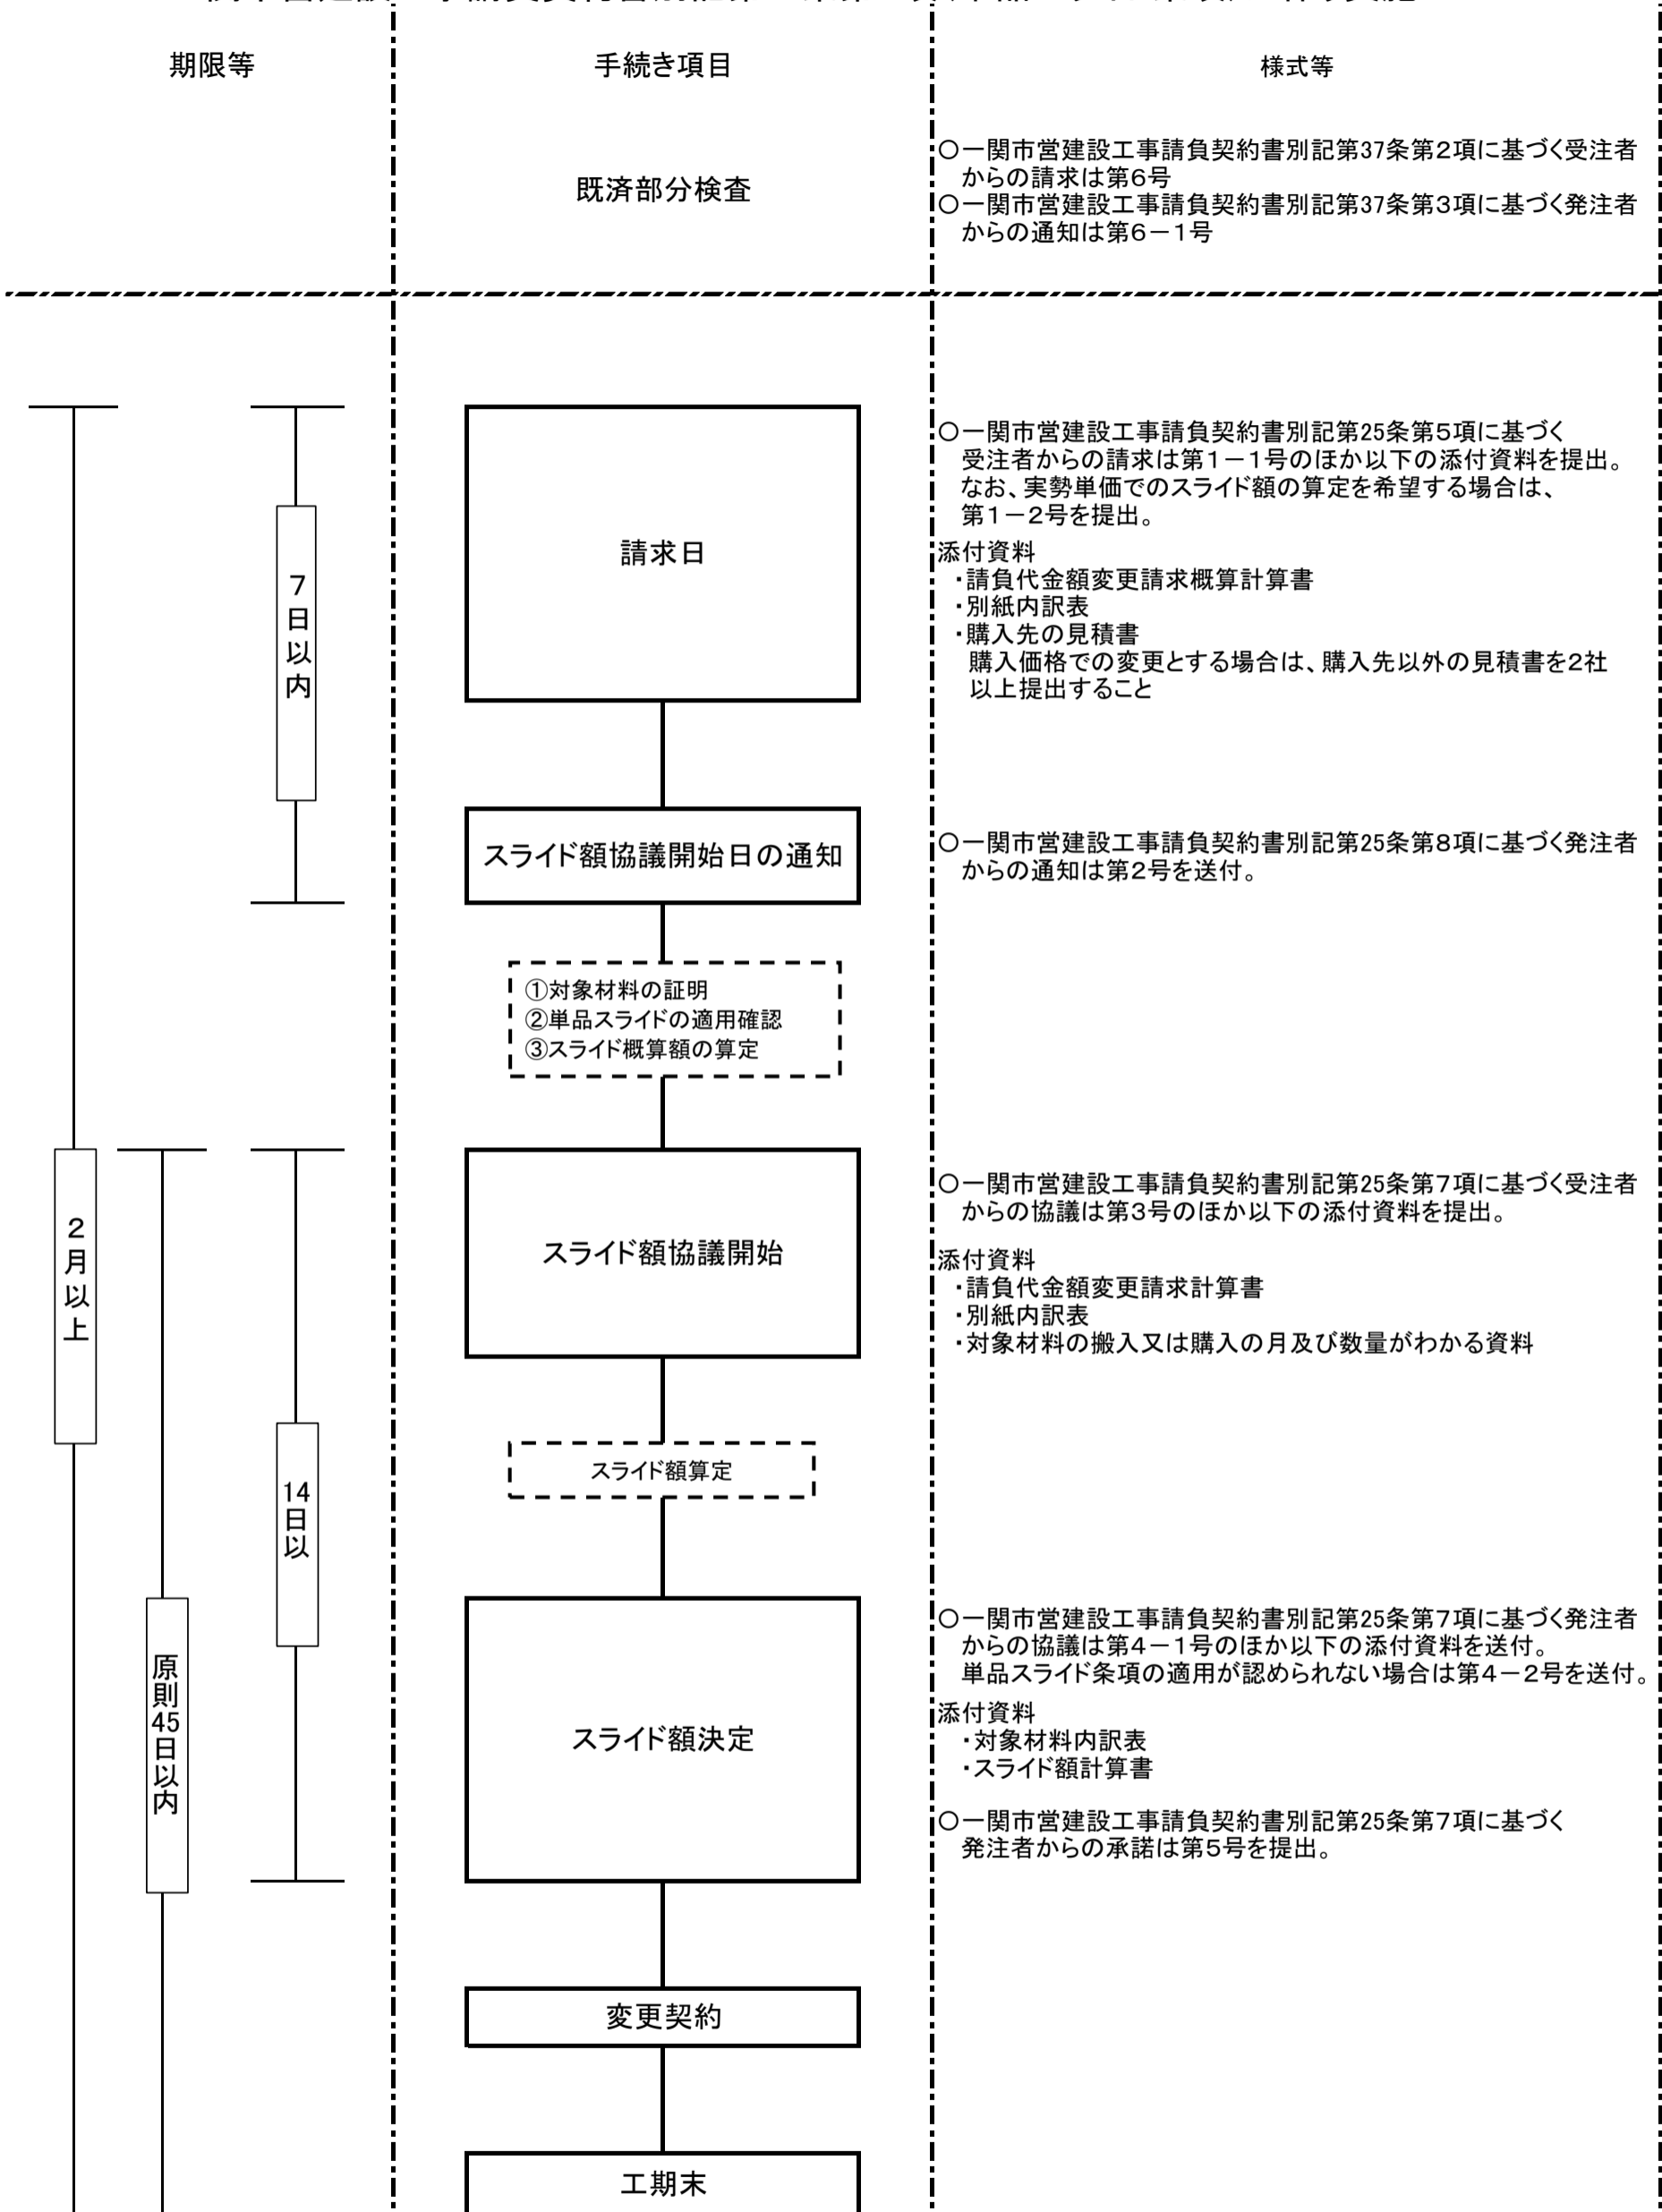 期限等
手続き項目
様式等
既済部分検査
○一関市営建設工事請負契約書別記第37条第2項に基づく受注者
からの請求は第6号
○一関市営建設工事請負契約書別記第37条第3項に基づく発注者
からの通知は第6－1号
7日以内
請求日
○一関市営建設工事請負契約書別記第25条第5項に基づく
受注者からの請求は第1－1号のほか以下の添付資料を提出。
なお、実勢単価でのスライド額の算定を希望する場合は、
第1－2号を提出。
添付資料
・請負代金額変更請求概算計算書
・別紙内訳表
・購入先の見積書
購入価格での変更とする場合は、購入先以外の見積書を2社
以上提出すること
スライド額協議開始日の通知
○一関市営建設工事請負契約書別記第25条第8項に基づく発注者
からの通知は第2号を送付。
①対象材料の証明
②単品スライドの適用確認
③スライド概算額の算定
2月以上
スライド額協議開始
○一関市営建設工事請負契約書別記第25条第7項に基づく受注者
からの協議は第3号のほか以下の添付資料を提出。
添付資料
・請負代金額変更請求計算書
・別紙内訳表
・対象材料の搬入又は購入の月及び数量がわかる資料
14日以
スライド額算定
原則45日以内
スライド額決定
○一関市営建設工事請負契約書別記第25条第7項に基づく発注者
からの協議は第4－1号のほか以下の添付資料を送付。
単品スライド条項の適用が認められない場合は第4－2号を送付。
添付資料
・対象材料内訳表
・スライド額計算書
○一関市営建設工事請負契約書別記第25条第7項に基づく
発注者からの承諾は第5号を提出。
変更契約
工期末